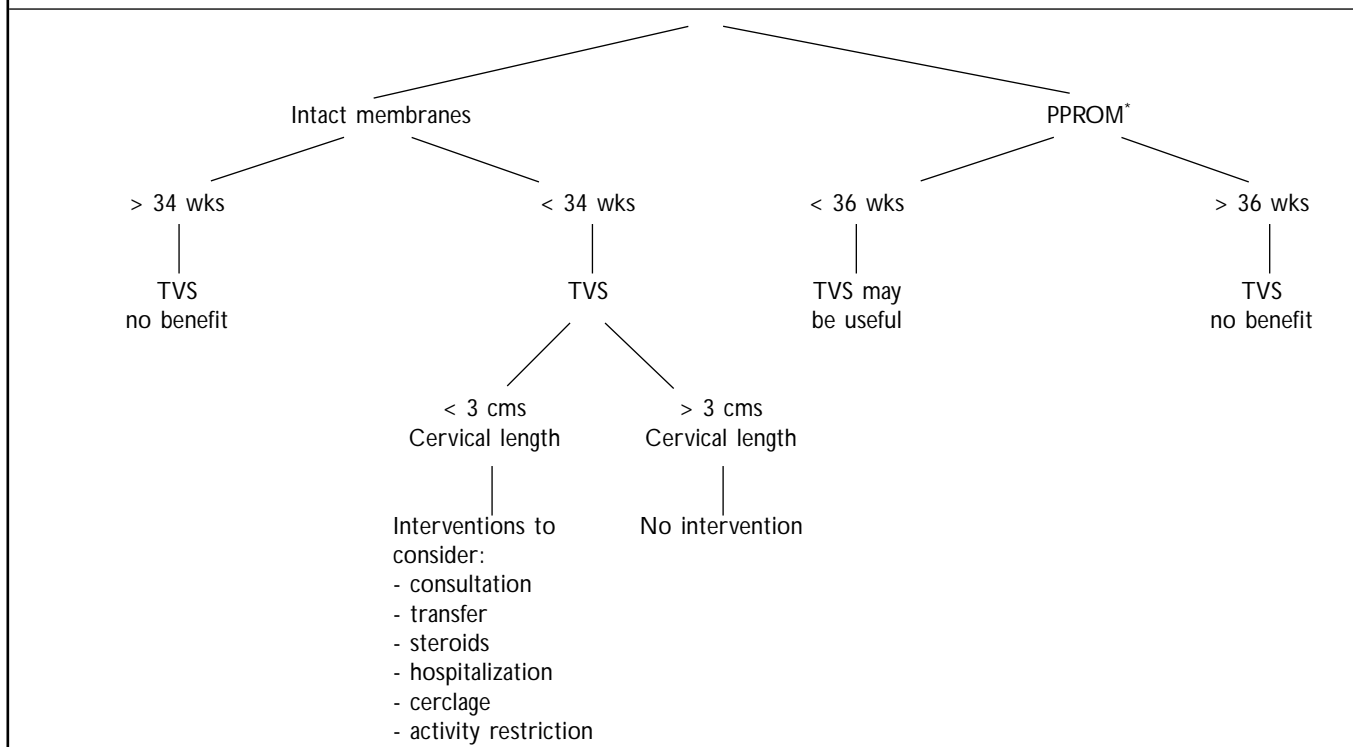 Intact membranes
PPROM*
> 34 wks
< 34 wks
< 36 wks
> 36 wks
TVS
no benefit
TVS
TVS may
be useful
TVS
no benefit
< 3 cms
Cervical length
> 3 cms
Cervical length
Interventions to
consider:
- consultation
- transfer
- steroids
- hospitalization
- cerclage
- activity restriction
No intervention